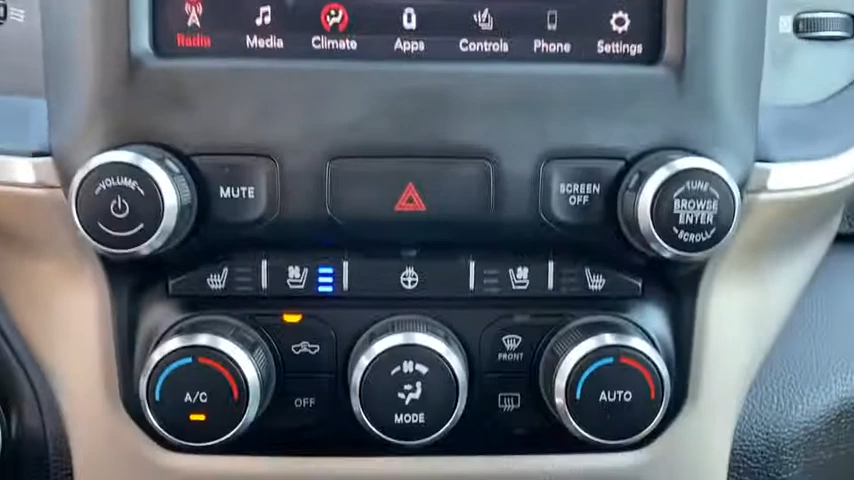 Radio Media Climate Apps Controls Phone Settings
VOLUME
MUTE
SCREEN
OFF
TUNE
BROWSE
ENTER
SCROLL
A/C
OFF
MODE
FRONT
AUTO